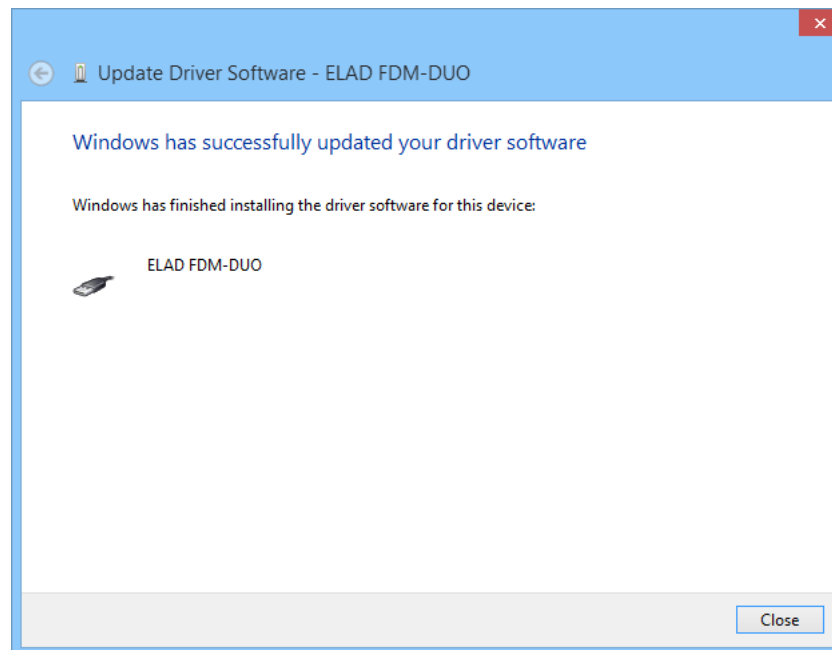 Update Driver Software - ELAD FDM-DUO
Windows has successfully updated your driver software
Windows has finished installing the driver software for this device:
ELAD FDM-DUO
Close